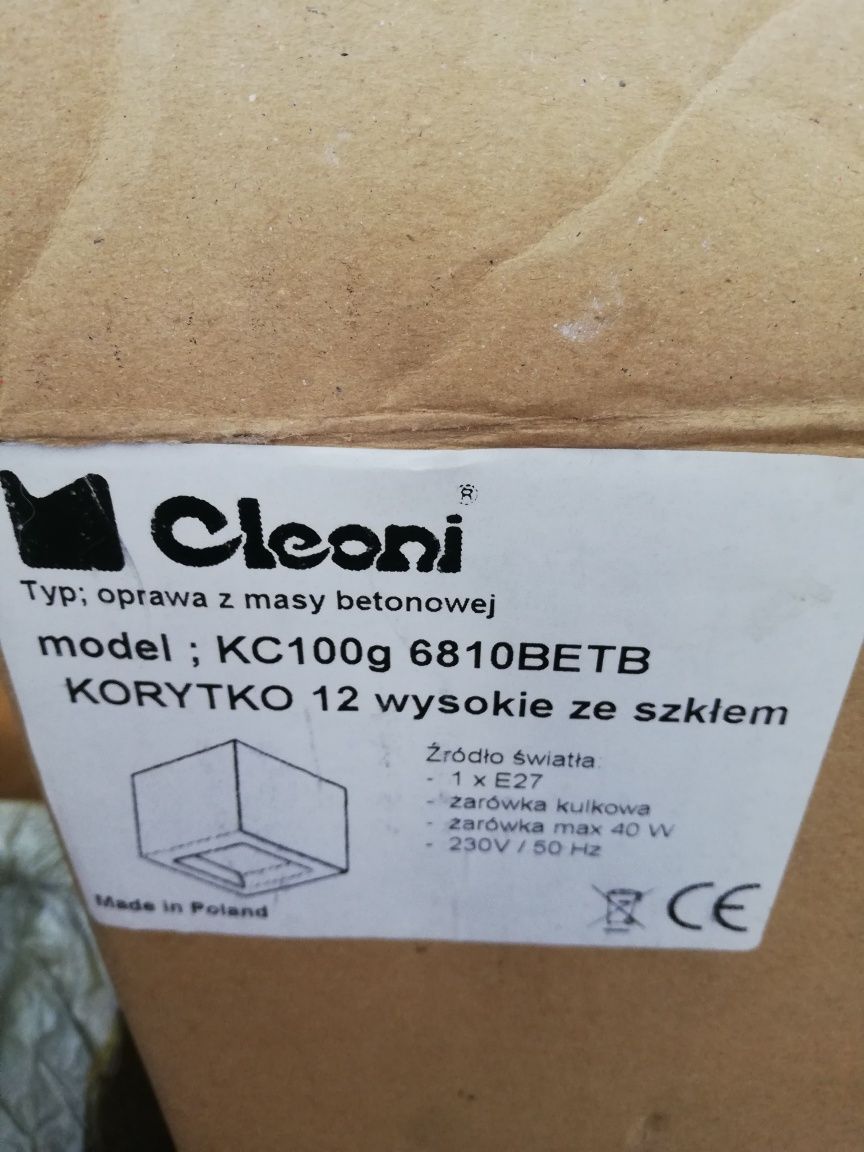 Cleoni®
Typ; oprawa z masy betonowej
model ; KC100g 6810BETB
KORYTKO 12 wysokie ze szkłem
Źródło światła:
- 1 x E27
- żarówka kulkowa
- żarówka max 40 W
- 230V / 50 Hz
Made in Poland
CE